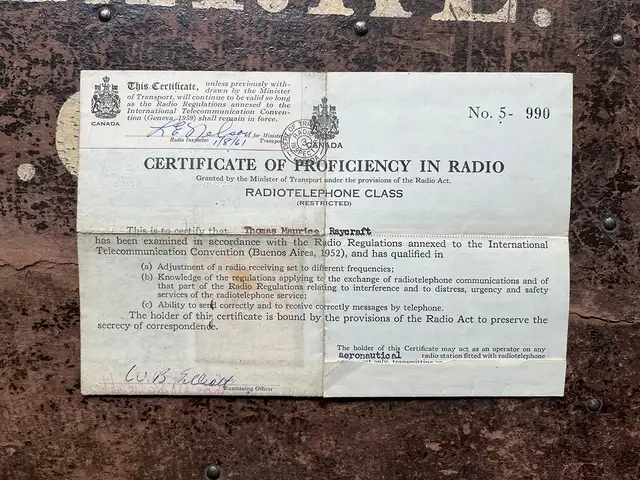 This Certificate, unless previously with-
drawn by the Minister
of Transport, will continue to be valid so long
as the Radio Regulations annexed to the
International Telecommunication Conven-
tion (Geneva, 1959) shall remain in force.
CANADA
Radio Inspector 1/8/61 for Minister
Transport
CANADA
No. 5- 990
CERTIFICATE OF PROFICIENCY IN RADIO
Granted by the Minister of Transport under the provisions of the Radio Act.
RADIOTELEPHONE CLASS
(RESTRICTED)
This is to certify that Thomas Maurice Raycraft
has been examined in accordance with the Radio Regulations annexed to the International
Telecommunication Convention (Buenos Aires, 1952), and has qualified in
(a) Adjustment of a radio receiving set to different frequencies;
(b) Knowledge of the regulations applying to the exchange of radiotelephone communications and of
that part of the Radio Regulations relating to interference and to distress, urgency and safety
services of the radiotelephone service;
(c) Ability to send correctly and to receive correctly messages by telephone.
The holder of this certificate is bound by the provisions of the Radio Act to preserve the
secrecy of correspondence.
The holder of this Certificate may act as an operator on any
aeronautical radio station fitted with radiotelephone
W. B. Elliott
Examining Officer